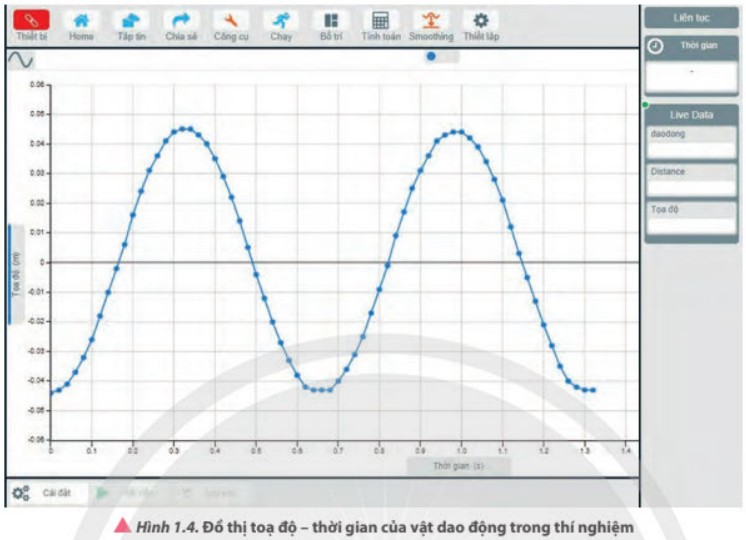 Thiết bị Home Tập tin Chia sẻ Công cụ Chạy Bố trí Tính toán Smoothing Thiết lập
Liên tục
Thời gian
-
Live Data
daodong
Distance
Tọa độ
0.06
0.05
0.04
0.03
0.02
0.01
0
-0.01
-0.02
-0.03
-0.04
-0.05
-0.06
Tọa độ (m)
0 0.1 0.2 0.3 0.4 0.5 0.6 0.7 0.8 0.9 1.0 1.1 1.2 1.3 1.4
Thời gian (s)
Cài đặt
Hình 1.4. Đồ thị toạ độ – thời gian của vật dao động trong thí nghiệm